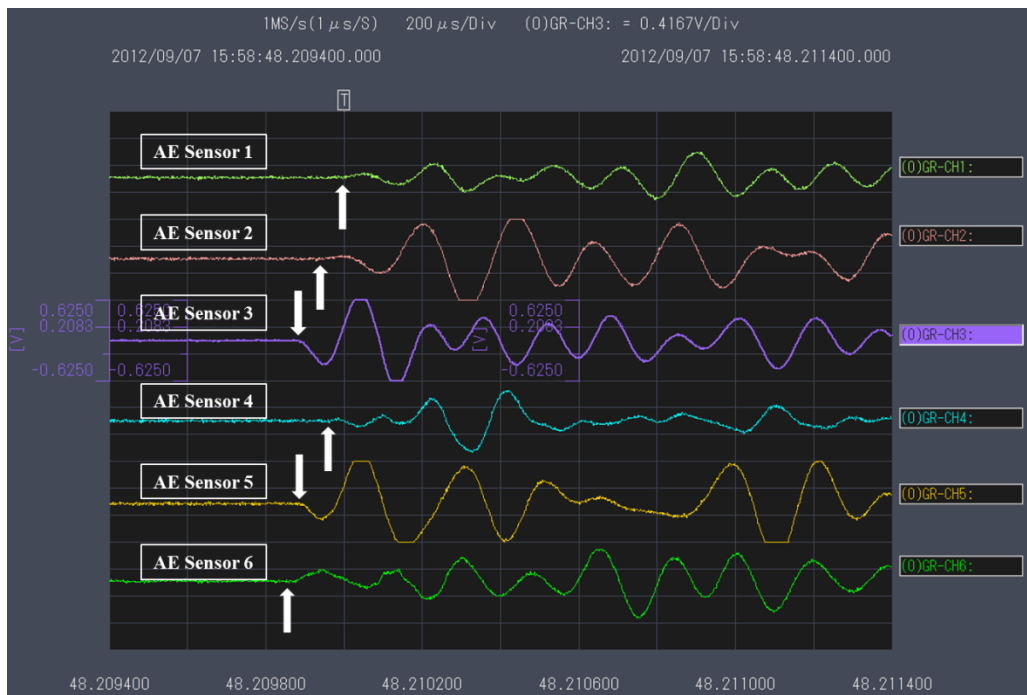 1MS/s(1μs/S) 200μs/Div (0)GR-CH3: = 0.4167V/Div
2012/09/07 15:58:48.209400.000 2012/09/07 15:58:48.211400.000
T
AE Sensor 1
(0)GR-CH1:
AE Sensor 2
(0)GR-CH2:
0.6250 0.6250 0.6250
AE Sensor 3
0.2083 0.2083 0.2083
[V] [V]
(0)GR-CH3:
-0.6250 -0.6250 -0.6250
AE Sensor 4
(0)GR-CH4:
AE Sensor 5
(0)GR-CH5:
AE Sensor 6
(0)GR-CH6:
48.209400 48.209800 48.210200 48.210600 48.211000 48.211400